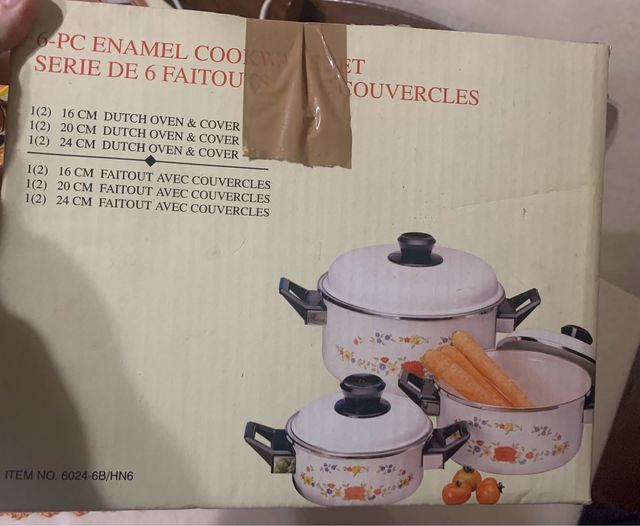 6-PC ENAMEL COOKWARE SET
SERIE DE 6 FAITOU COUVERCLES
1(2) 16 CM DUTCH OVEN & COVER
1(2) 20 CM DUTCH OVEN & COVER
1(2) 24 CM DUTCH OVEN & COVER
1(2) 16 CM FAITOUT AVEC COUVERCLES
1(2) 20 CM FAITOUT AVEC COUVERCLES
1(2) 24 CM FAITOUT AVEC COUVERCLES
ITEM NO. 6024-6B/HN6